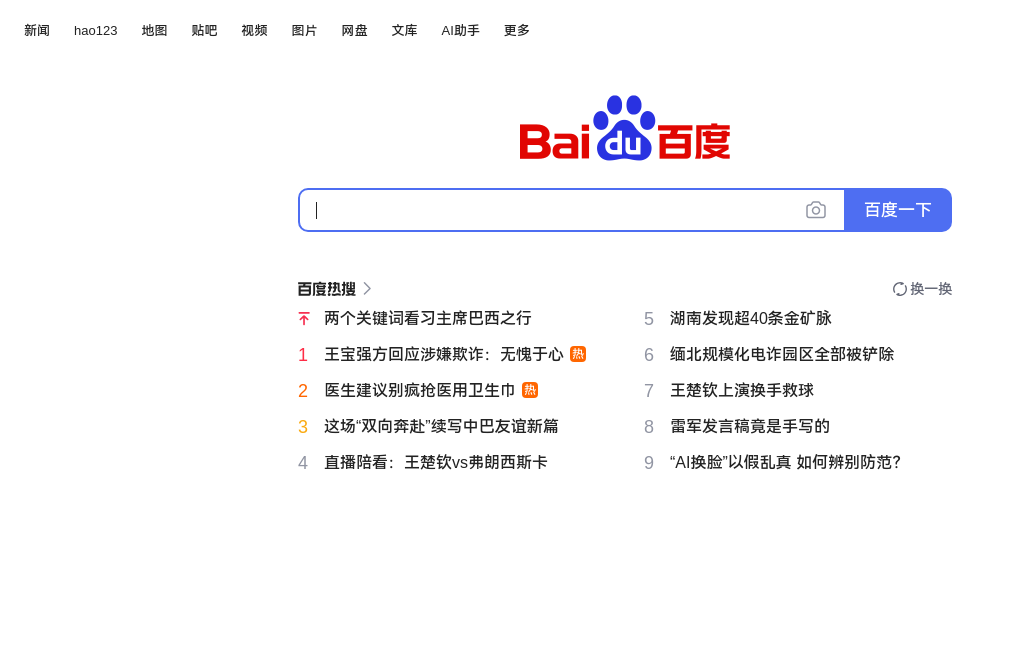 新闻 hao123 地图 贴吧 视频 图片 网盘 文库 AI助手 更多
Bai du 百度
百度一下
百度热搜 换一换
两个关键词看习主席巴西之行
1 王宝强方回应涉嫌欺诈：无愧于心 热
2 医生建议别疯抢医用卫生巾 热
3 这场“双向奔赴”续写中巴友谊新篇
4 直播陪看：王楚钦vs弗朗西斯卡
5 湖南发现超40条金矿脉
6 缅北规模化电诈园区全部被铲除
7 王楚钦上演换手救球
8 雷军发言稿竟是手写的
9 “AI换脸”以假乱真 如何辨别防范？